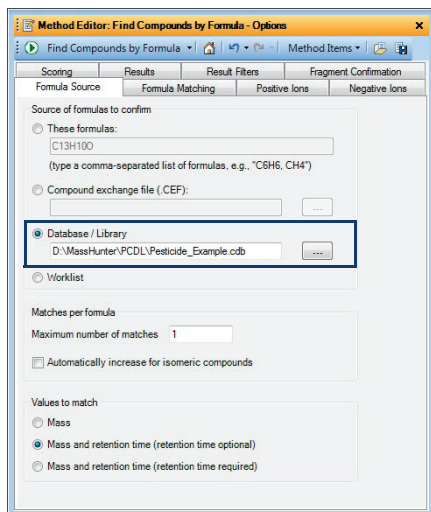 Method Editor: Find Compounds by Formula - Options
Find Compounds by Formula Method Items
Scoring Results Result Filters Fragment Confirmation
Formula Source Formula Matching Positive Ions Negative Ions
Source of formulas to confirm
These formulas:
C13H10O
(type a comma-separated list of formulas, e.g., "C6H6, CH4")
Compound exchange file (.CEF):
...
Database / Library
D:\MassHunter\PCDL\Pesticide_Example.cdb ...
Worklist
Matches per formula
Maximum number of matches 1
Automatically increase for isomeric compounds
Values to match
Mass
Mass and retention time (retention time optional)
Mass and retention time (retention time required)